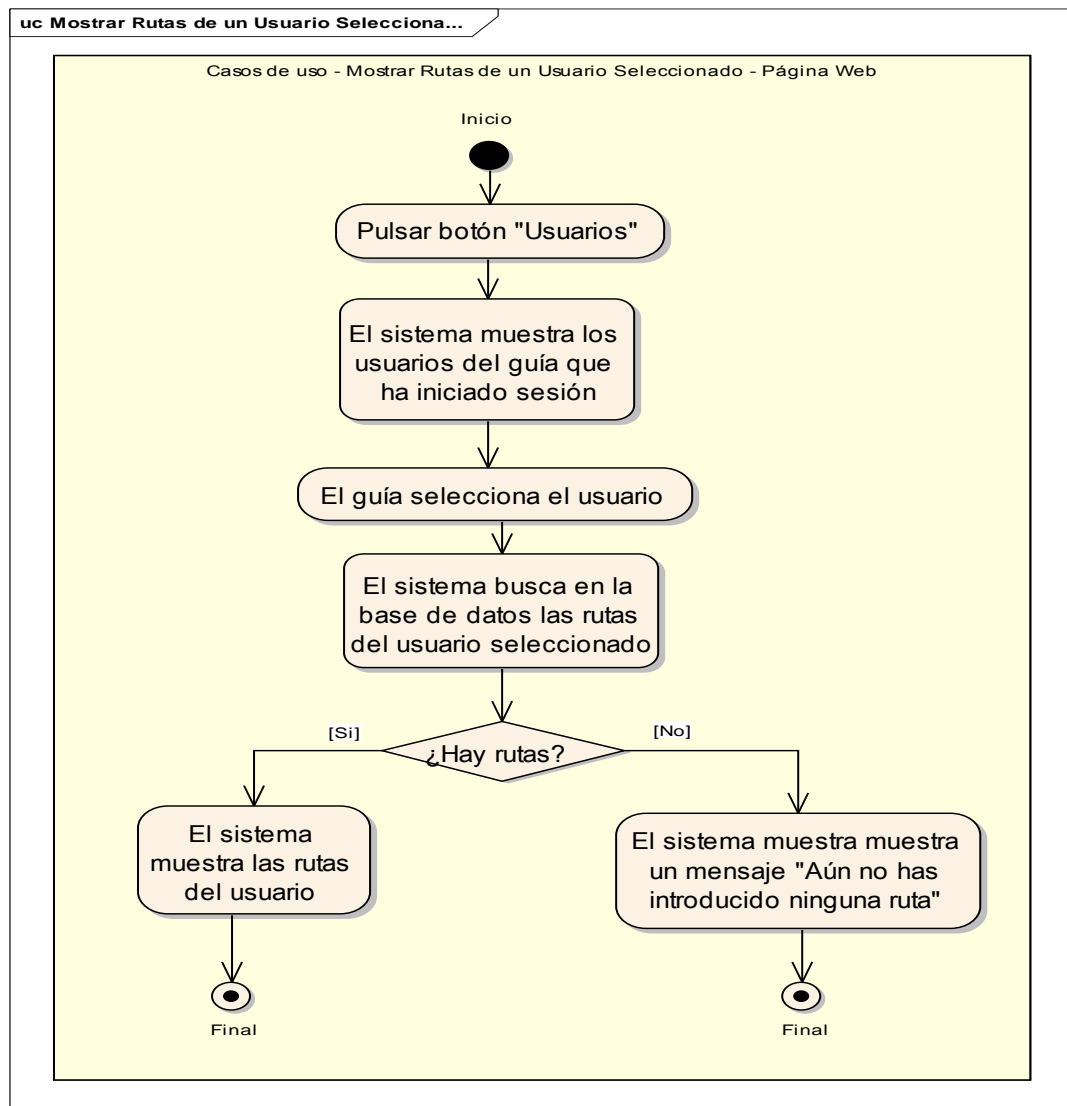 uc Mostrar Rutas de un Usuario Selecciona...
Casos de uso - Mostrar Rutas de un Usuario Seleccionado - Página Web
Inicio
Pulsar botón "Usuarios"
El sistema muestra los
usuarios del guía que
ha iniciado sesión
El guía selecciona el usuario
El sistema busca en la
base de datos las rutas
del usuario seleccionado
¿Hay rutas?
[Si]
[No]
El sistema
muestra las rutas
del usuario
El sistema muestra muestra
un mensaje "Aún no has
introducido ninguna ruta"
Final
Final